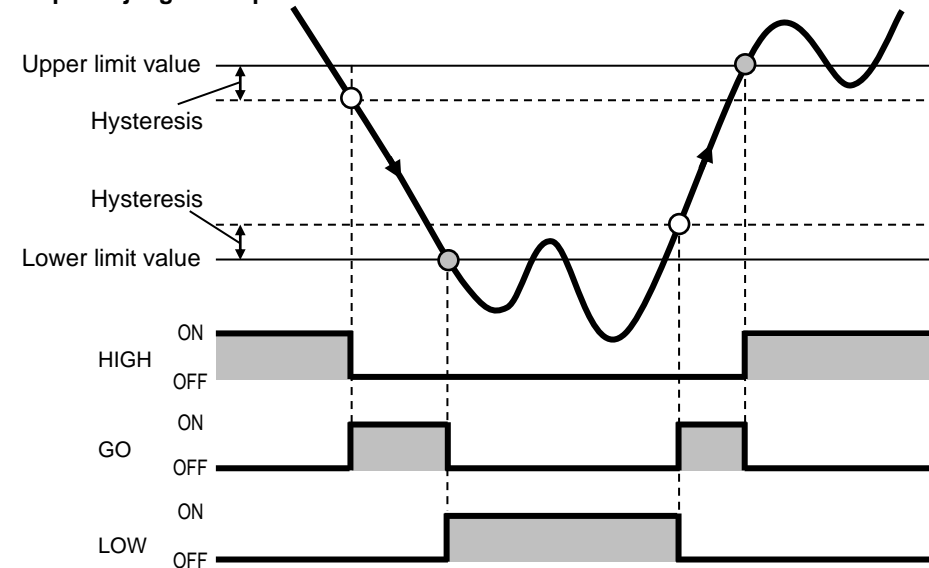 Upper limit value
Hysteresis
Hysteresis
Lower limit value
ON
HIGH
OFF
ON
GO
OFF
ON
LOW
OFF